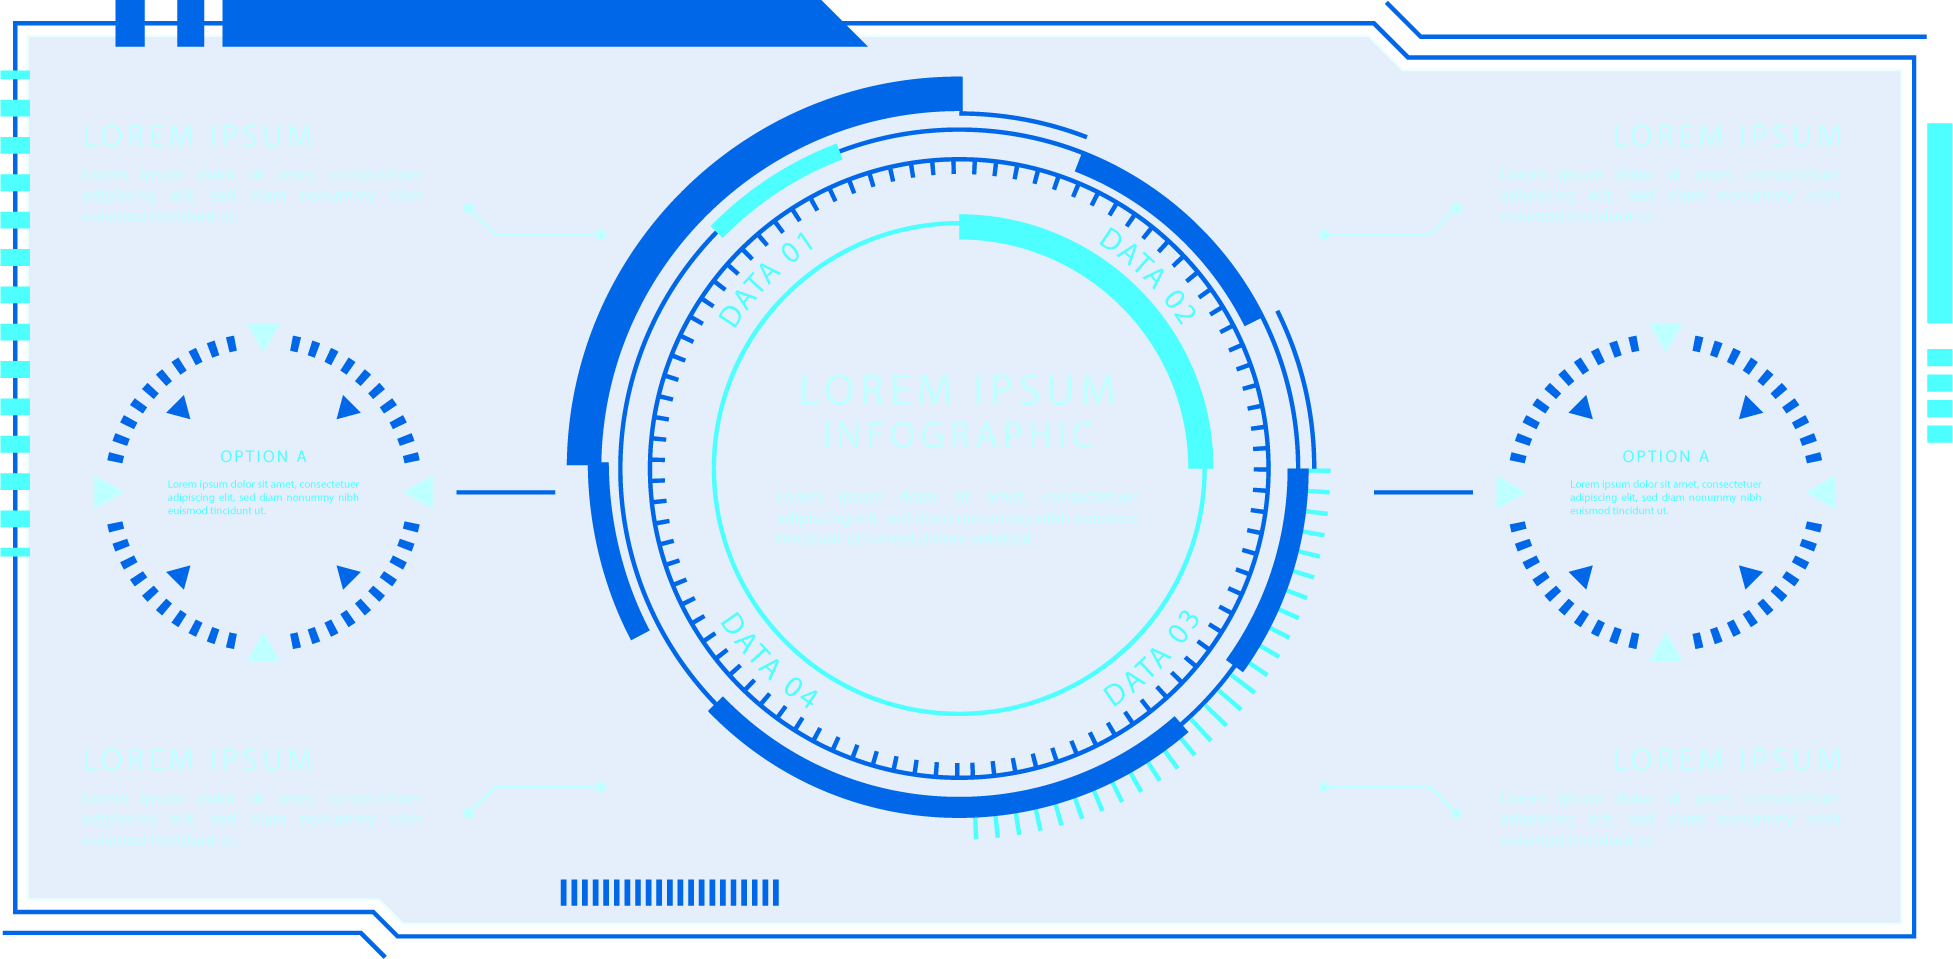 LOREM IPSUM
Lorem ipsum dolor sit amet, consectetuer
adipiscing elit, sed diam nonummy nibh
euismod tincidunt ut.
LOREM IPSUM
Lorem ipsum dolor sit amet, consectetuer
adipiscing elit, sed diam nonummy nibh
euismod tincidunt ut.
DATA 01
DATA 02
OPTION A
Lorem ipsum dolor sit amet, consectetuer
adipiscing elit, sed diam nonummy nibh
euismod tincidunt ut.
LOREM IPSUM
INFOGRAPHIC
Lorem ipsum dolor sit amet, consectetuer
adipiscing elit, sed diam nonummy nibh euismod
tincidunt ut laoreet dolore
OPTION A
Lorem ipsum dolor sit amet, consectetuer
adipiscing elit, sed diam nonummy nibh
euismod tincidunt ut.
DATA 04
DATA 03
LOREM IPSUM
Lorem ipsum dolor sit amet, consectetuer
adipiscing elit, sed diam nonummy nibh
euismod tincidunt ut.
LOREM IPSUM
Lorem ipsum dolor sit amet, consectetuer
adipiscing elit, sed diam nonummy nibh
euismod tincidunt ut.